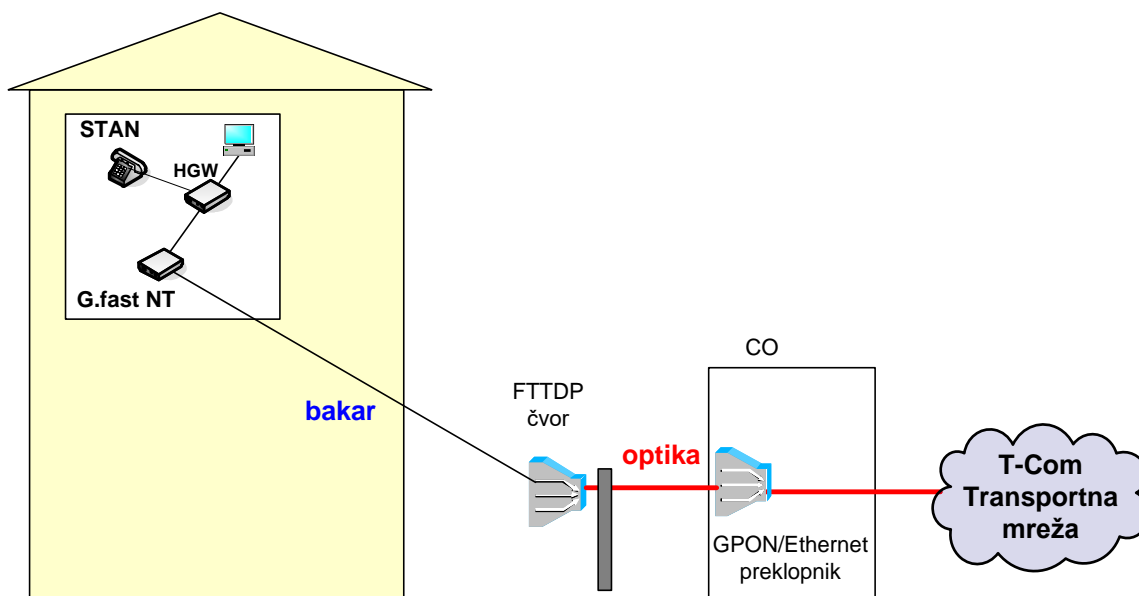 STAN
HGW
G.fast NT
bakar
FTTDP
čvor
optika
CO
GPON/Ethernet
preklopnik
T-Com
Transportna
mreža